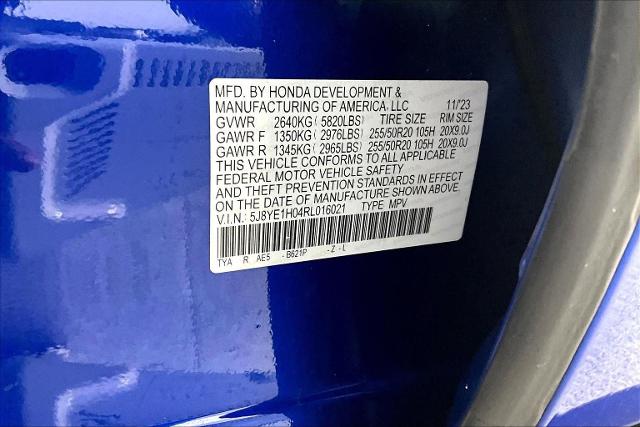 MFD. BY HONDA DEVELOPMENT &
MANUFACTURING OF AMERICA, LLC 11/'23
GVWR 2640KG (5820LBS) TIRE SIZE RIM SIZE
GAWR F 1350KG (2976LBS) 255/50R20 105H 20X9.0J
GAWR R 1345KG (2965LBS) 255/50R20 105H 20X9.0J
THIS VEHICLE CONFORMS TO ALL APPLICABLE
FEDERAL MOTOR VEHICLE SAFETY
AND THEFT PREVENTION STANDARDS IN EFFECT
ON THE DATE OF MANUFACTURE SHOWN ABOVE.
V.I.N.: 5J8YE1H04RL016021 TYPE MPV
TYA R AE5 -B621P -Z -L